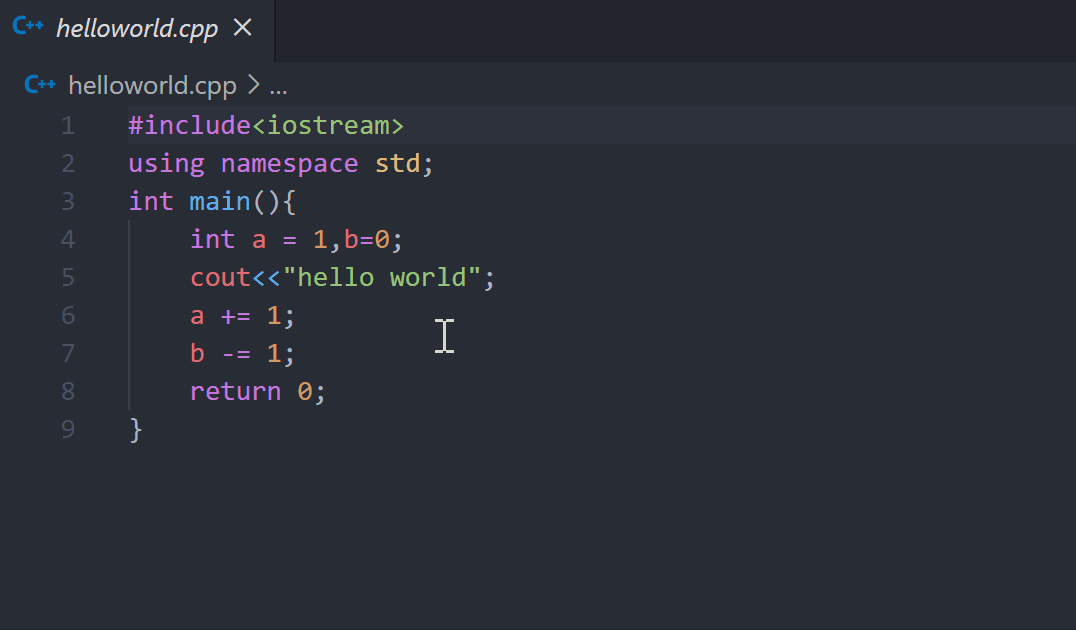 C++ helloworld.cpp ×
C++ helloworld.cpp > ...
1 #include<iostream>
2 using namespace std;
3 int main(){
4     int a = 1,b=0;
5     cout<<"hello world";
6     a += 1;
7     b -= 1;
8     return 0;
9 }